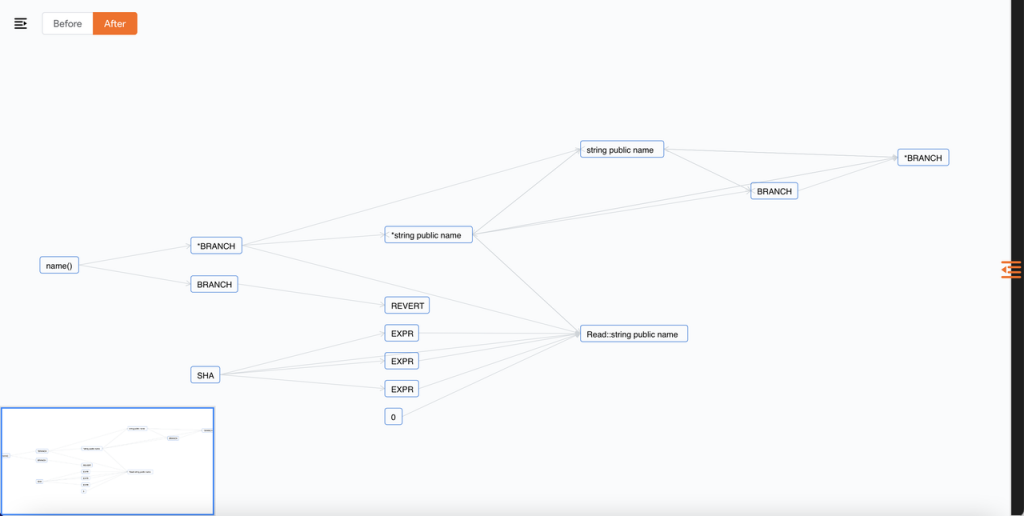 Before After
string public name
*BRANCH
BRANCH
*string public name
*BRANCH
name()
BRANCH
REVERT
EXPR
Read::string public name
EXPR
SHA
EXPR
0